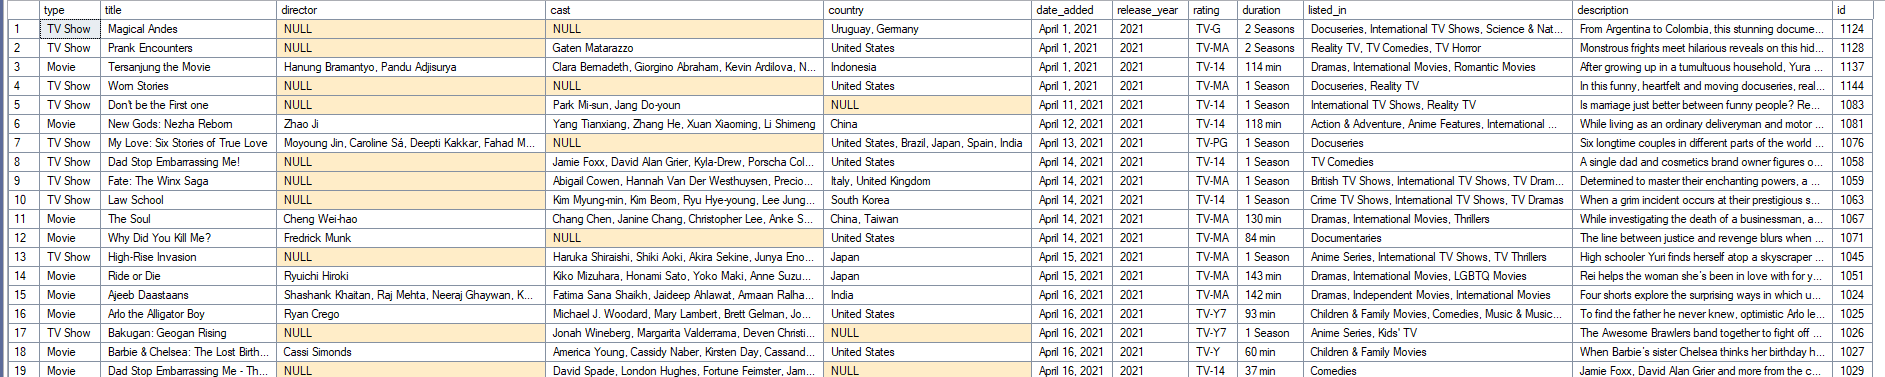 type title director cast country date_added release_year rating duration listed_in description id
1 TV Show Magical Andes NULL NULL Uruguay, Germany April 1, 2021 2021 TV-G 2 Seasons Docuseries, International TV Shows, Science & Nat... From Argentina to Colombia, this stunning docume... 1124
2 TV Show Prank Encounters NULL Gaten Matarazzo United States April 1, 2021 2021 TV-MA 2 Seasons Reality TV, TV Comedies, TV Horror Monstrous frights meet hilarious reveals on this hid... 1128
3 Movie Tersanjung the Movie Hanung Bramantyo, Pandu Adjisurya Clara Bernadeth, Giorgino Abraham, Kevin Ardilova, N... Indonesia April 1, 2021 2021 TV-14 114 min Dramas, International Movies, Romantic Movies After growing up in a tumultuous household, Yura ... 1137
4 TV Show Worn Stories NULL NULL United States April 1, 2021 2021 TV-MA 1 Season Docuseries, Reality TV In this funny, heartfelt and moving docuseries, real... 1144
5 TV Show Don't be the First one NULL Park Mi-sun, Jang Do-youn NULL April 11, 2021 2021 TV-14 1 Season International TV Shows, Reality TV Is marriage just better between funny people? Re... 1083
6 Movie New Gods: Nezha Reborn Zhao Ji Yang Tianxiang, Zhang He, Xuan Xiaoming, Li Shimeng China April 12, 2021 2021 TV-14 118 min Action & Adventure, Anime Features, International ... While living as an ordinary deliveryman and motor ... 1081
7 TV Show My Love: Six Stories of True Love Moyoung Jin, Caroline Sá, Deepti Kakkar, Fahad M... NULL United States, Brazil, Japan, Spain, India April 13, 2021 2021 TV-PG 1 Season Docuseries Six longtime couples in different parts of the world ... 1076
8 TV Show Dad Stop Embarrassing Me! NULL Jamie Foxx, David Alan Grier, Kyla-Drew, Porscha Col... United States April 14, 2021 2021 TV-14 1 Season TV Comedies A single dad and cosmetics brand owner figures o... 1058
9 TV Show Fate: The Winx Saga NULL Abigail Cowen, Hannah Van Der Westhuysen, Precio... Italy, United Kingdom April 14, 2021 2021 TV-MA 1 Season British TV Shows, International TV Shows, TV Dram... Determined to master their enchanting powers, a ... 1059
10 TV Show Law School NULL Kim Myung-min, Kim Beom, Ryu Hye-young, Lee Jung... South Korea April 14, 2021 2021 TV-14 1 Season Crime TV Shows, International TV Shows, TV Dramas When a grim incident occurs at their prestigious s... 1063
11 Movie The Soul Cheng Wei-hao Chang Chen, Janine Chang, Christopher Lee, Anke S... China, Taiwan April 14, 2021 2021 TV-MA 130 min Dramas, International Movies, Thrillers While investigating the death of a businessman, a... 1067
12 Movie Why Did You Kill Me? Fredrick Munk NULL United States April 14, 2021 2021 TV-MA 84 min Documentaries The line between justice and revenge blurs when ... 1071
13 TV Show High-Rise Invasion NULL Haruka Shiraishi, Shiki Aoki, Akira Sekine, Junya Eno... Japan April 15, 2021 2021 TV-MA 1 Season Anime Series, International TV Shows, TV Thrillers High schooler Yuri finds herself atop a skyscraper ... 1045
14 Movie Ride or Die Ryuichi Hiroki Kiko Mizuhara, Honami Sato, Yoko Maki, Anne Suzu... Japan April 15, 2021 2021 TV-MA 143 min Dramas, International Movies, LGBTQ Movies Rei helps the woman she's been in love with for y... 1051
15 Movie Ajeeb Daastaans Shashank Khaitan, Raj Mehta, Neeraj Ghaywan, K... Fatima Sana Shaikh, Jaideep Ahlawat, Armaan Ralha... India April 16, 2021 2021 TV-MA 142 min Dramas, Independent Movies, International Movies Four shorts explore the surprising ways in which u... 1024
16 Movie Arlo the Alligator Boy Ryan Crego Michael J. Woodard, Mary Lambert, Brett Gelman, Jo... United States April 16, 2021 2021 TV-Y7 93 min Children & Family Movies, Comedies, Music & Music... To find the father he never knew, optimistic Arlo le... 1025
17 TV Show Bakugan: Geogan Rising NULL Jonah Wineberg, Margarita Valderrama, Deven Christi... NULL April 16, 2021 2021 TV-Y7 1 Season Anime Series, Kids' TV The Awesome Brawlers band together to fight off ... 1026
18 Movie Barbie & Chelsea: The Lost Birth... Cassi Simonds America Young, Cassidy Naber, Kirsten Day, Cassand... United States April 16, 2021 2021 TV-Y 60 min Children & Family Movies When Barbie's sister Chelsea thinks her birthday h... 1027
19 Movie Dad Stop Embarrassing Me - Th... NULL David Spade, London Hughes, Fortune Feimster, Jam... NULL April 16, 2021 2021 TV-14 37 min Comedies Jamie Foxx, David Alan Grier and more from the c... 1029